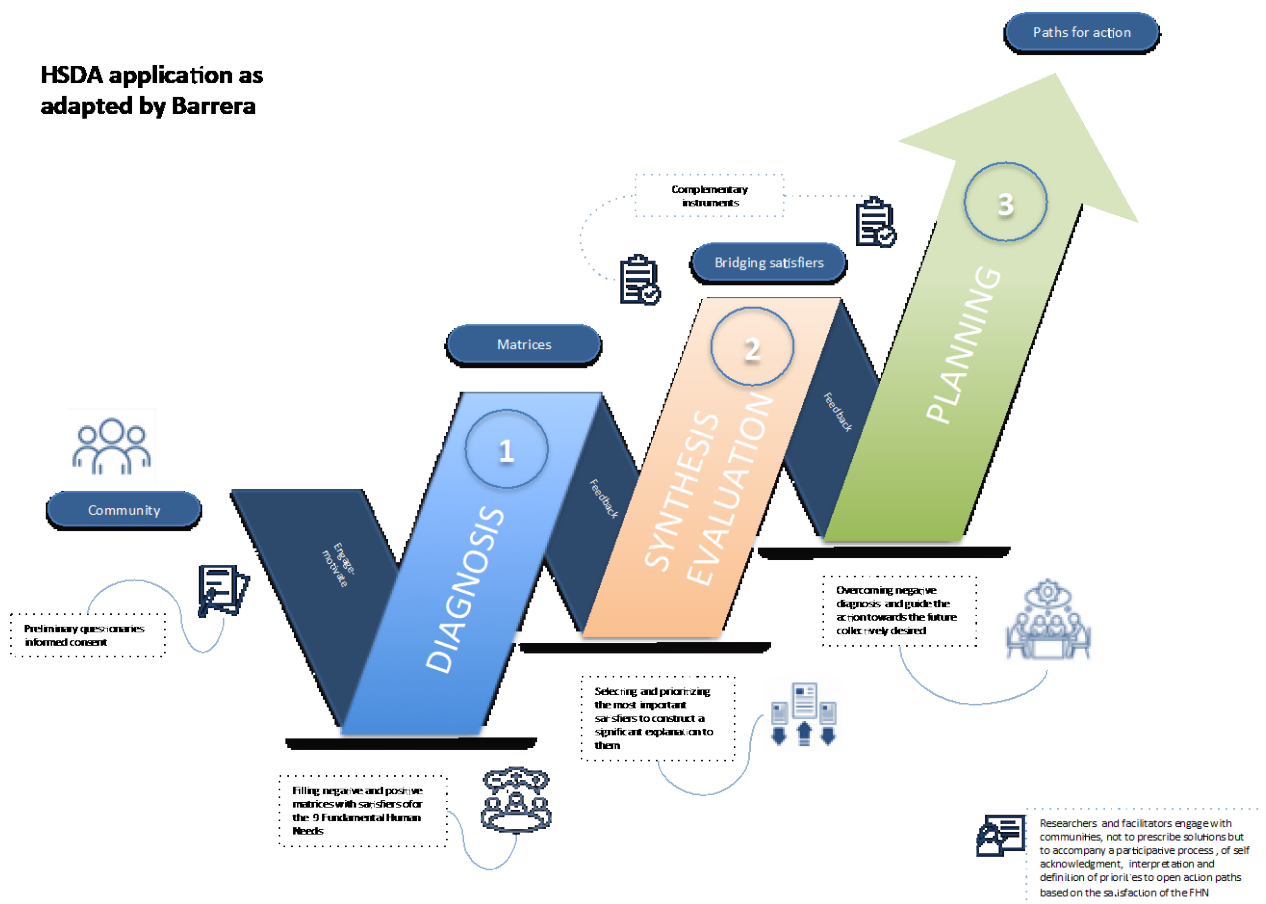 HSDA application as
adapted by Barrera
Paths for action
Complementary
instruments
Bridging satisfiers
Matrices
Community
Engage-
motivate
1
DIAGNOSIS
Feedback
2
SYNTHESIS
EVALUATION
Feedback
3
PLANNING
Preliminary questionaries
informed consent
Filling negative and positive
matrices with satisfiers ofor
the 9 Fundamental Human
Needs
Selecting and prioritizing
the most important
sarisfiers to construct a
significant explanation to
them
Overcoming negative
diagnosis and guide the
action towards the future
collectively desired
Researchers and facilitators engage with
communities, not to prescribe solutions but
to accompany a participative process , of self
acknowledgment, interpretation and
definition of priorities to open action paths
based on the satisfaction of the FHN